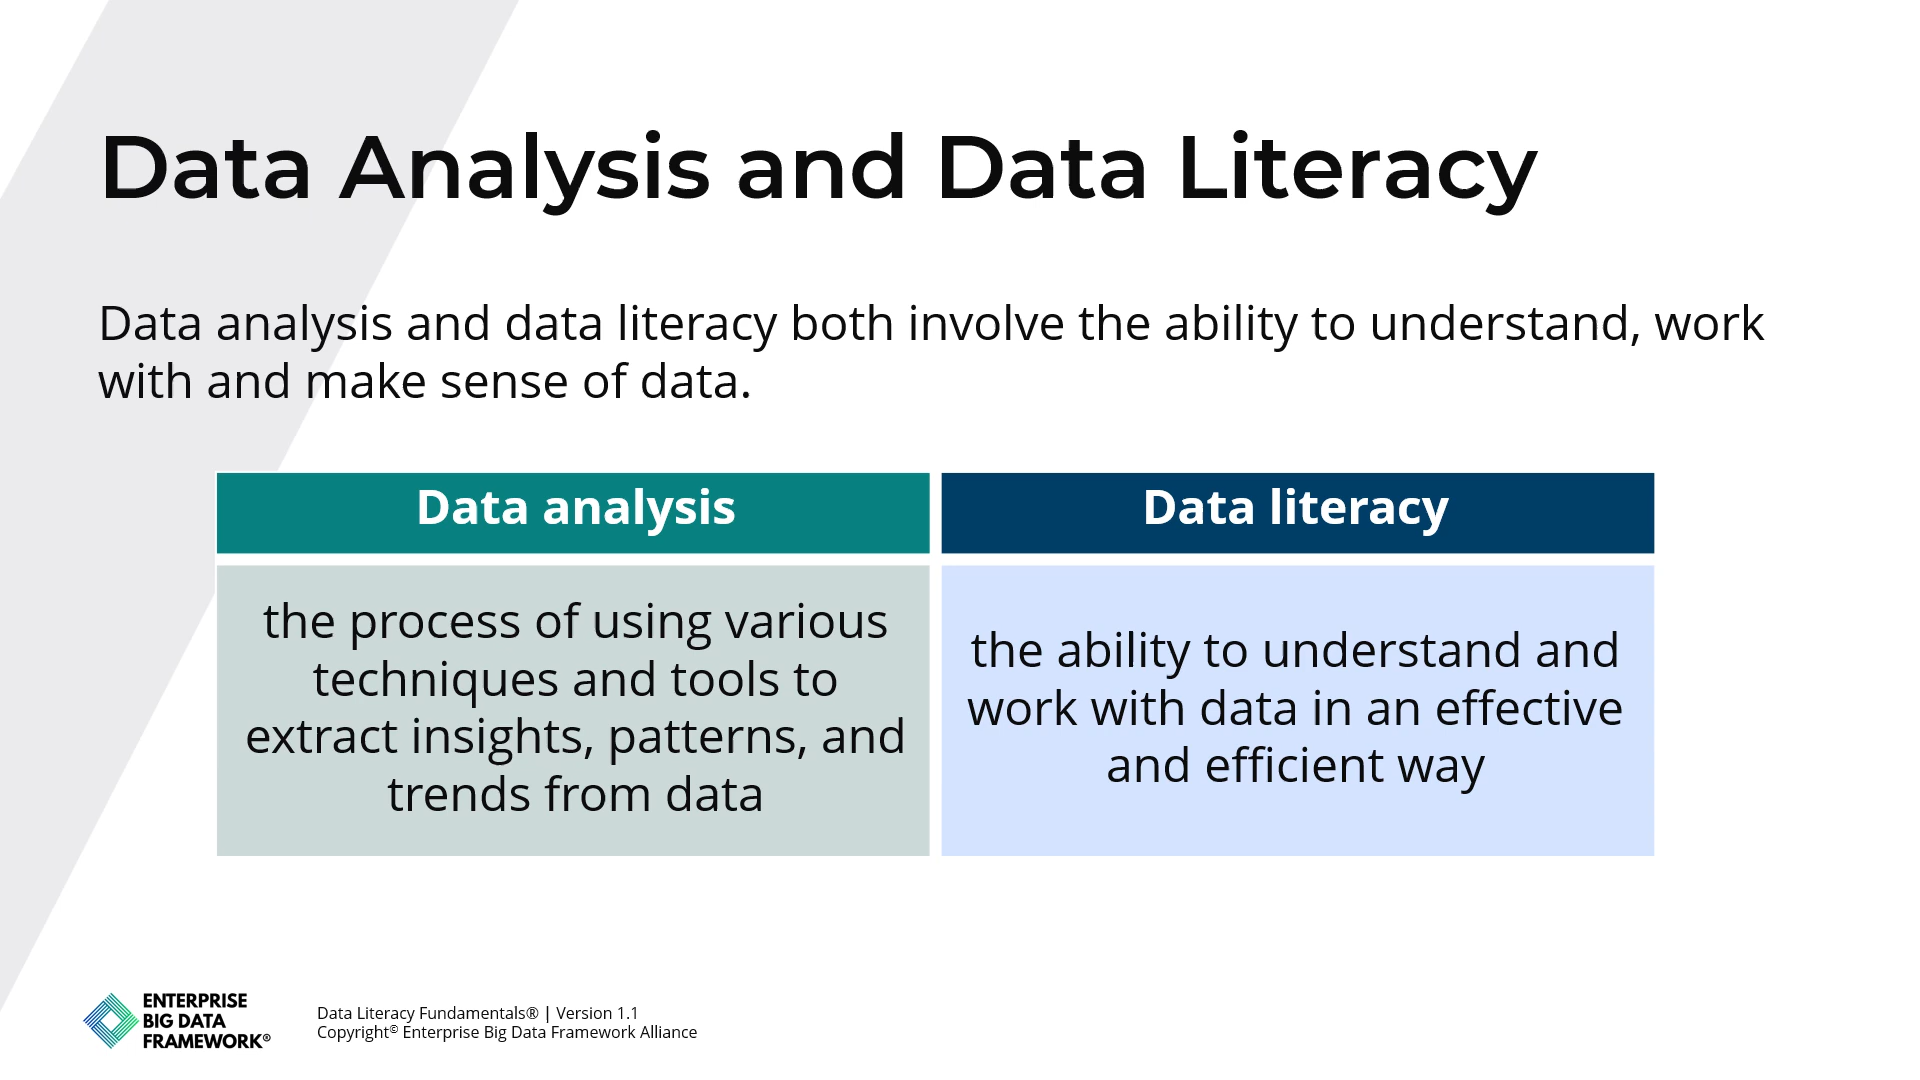 Data Analysis and Data Literacy
Data analysis and data literacy both involve the ability to understand, work
with and make sense of data.
Data analysis
the process of using various
techniques and tools to
extract insights, patterns, and
trends from data
Data literacy
the ability to understand and
work with data in an effective
and efficient way
ENTERPRISE
BIG DATA
FRAMEWORK®
Data Literacy Fundamentals® | Version 1.1
Copyright© Enterprise Big Data Framework Alliance